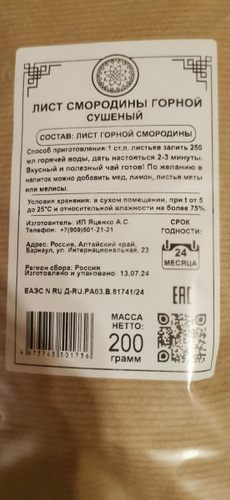 ЛИСТ СМОРОДИНЫ ГОРНОЙ
СУШЕНЫЙ
СОСТАВ: ЛИСТ ГОРНОЙ СМОРОДИНЫ
Способ приготовления:1 ст.л. листьев залить 250
мл горячей воды, дать настояться 2-3 минуты.
Вкусный и полезный чай готов! По желанию в
напиток можно добавить мед, лимон, листья мяты
или мелисы.
Условия хранения: в сухом помещении, при t от 5
до 25°С и относительной влажности не более 75%.
Изготовитель: ИП Яценко А.С.
Телефон: +7(909)501-21-21
СРОК
ГОДНОСТИ:
Адрес: Россия, Алтайский край,
Барнаул, ул. Интернациональная, 23
24
МЕСЯЦА
Регион сбора: Россия
Изготовлено и упаковано: 13.07.24
ЕАЭС N RU Д-RU.РА03.В.81741/24
EAC
МАССА
НЕТТО:
200
грамм
4673743501736